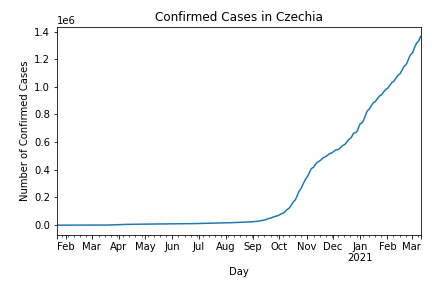 Confirmed Cases in Czechia
1e6
Number of Confirmed Cases
1.4
1.2
1.0
0.8
0.6
0.4
0.2
0.0
Feb Mar Apr May Jun Jul Aug Sep Oct Nov Dec Jan Feb Mar
2021
Day